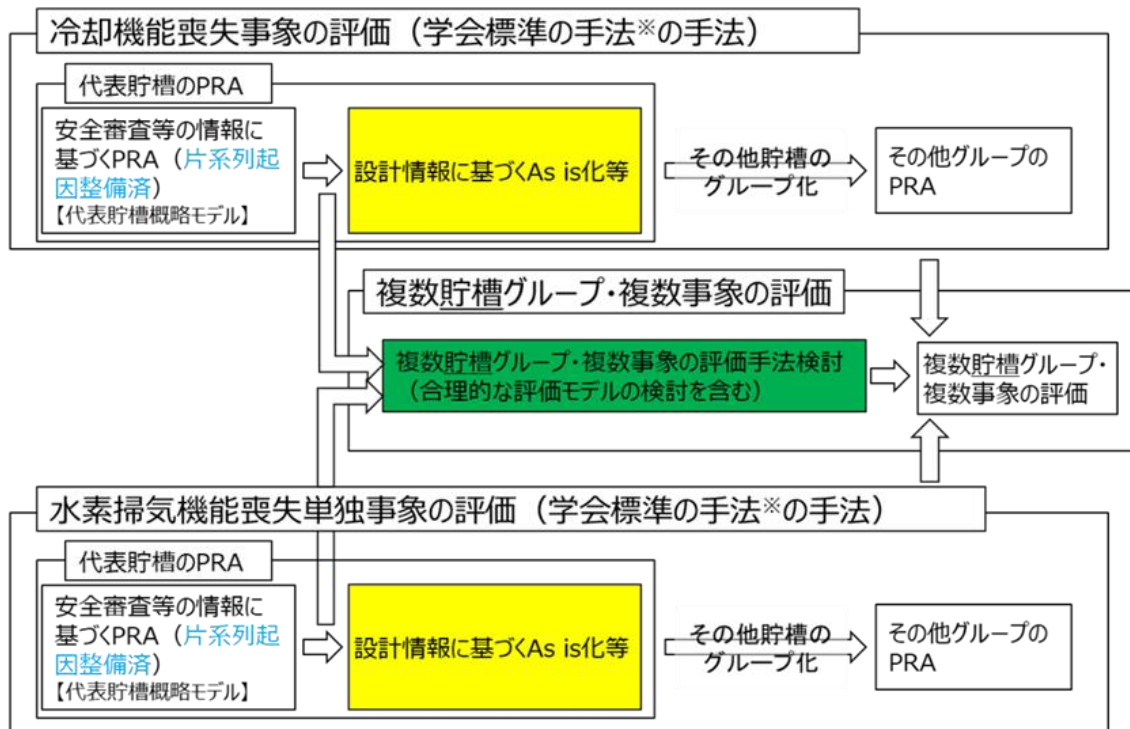 冷却機能喪失事象の評価（学会標準の手法※の手法）
代表貯槽のPRA
安全審査等の情報に
基づくPRA（片系列起
因整備済）
【代表貯槽概略モデル】
設計情報に基づくAs is化等
その他貯槽の
グループ化
その他グループの
PRA
複数貯槽グループ・複数事象の評価
複数貯槽グループ・複数事象の評価手法検討
（合理的な評価モデルの検討を含む）
複数貯槽グループ・
複数事象の評価
水素掃気機能喪失単独事象の評価（学会標準の手法※の手法）
代表貯槽のPRA
安全審査等の情報に
基づくPRA（片系列起
因整備済）
【代表貯槽概略モデル】
設計情報に基づくAs is化等
その他貯槽の
グループ化
その他グループの
PRA